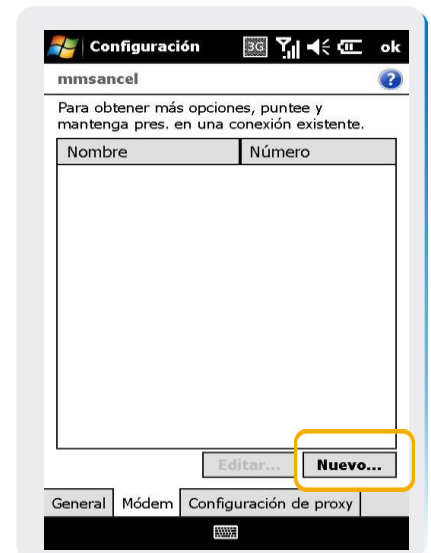 Configuración 3G ok
mmsancel ?
Para obtener más opciones, puntee y
mantenga pres. en una conexión existente.
Nombre Número
Editar... Nuevo...
General Módem Configuración de proxy